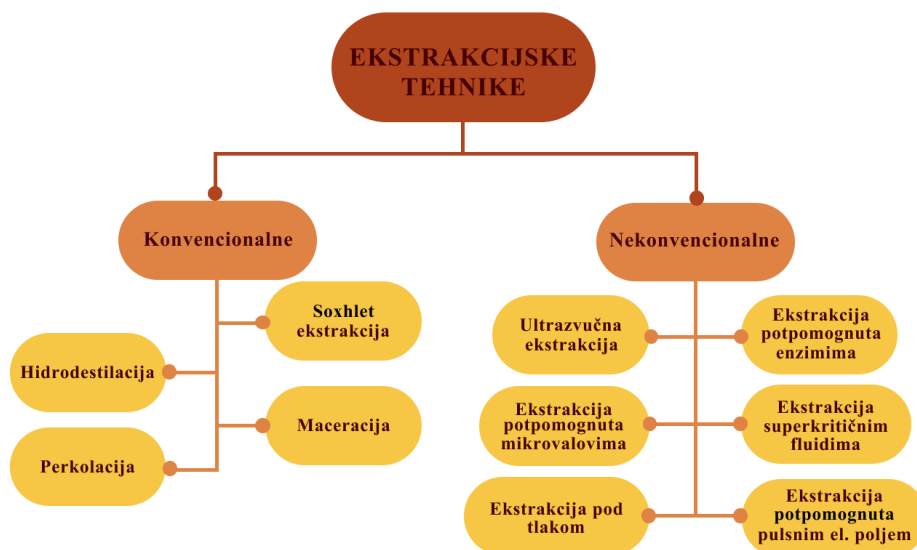 EKSTRAKCIJSKE
TEHNIKE
Konvencionalne
Soxhlet
ekstrakcija
Hidrodestilacija
Maceracija
Perkolacija
Nekonvencionalne
Ultrazvučna
ekstrakcija
Ekstrakcija
potpomognuta
enzimima
Ekstrakcija
potpomognuta
mikrovalovima
Ekstrakcija
superkritičnim
fluidima
Ekstrakcija pod
tlakom
Ekstrakcija
potpomognuta
pulsnim el. poljem